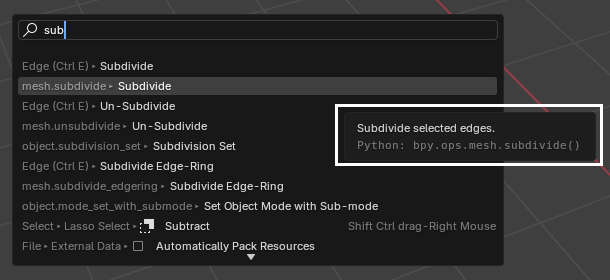 sub
Edge (Ctrl E) ▸ Subdivide
mesh.subdivide ▸ Subdivide
Edge (Ctrl E) ▸ Un-Subdivide
mesh.unsubdivide ▸ Un-Subdivide
Subdivide selected edges.
Python: bpy.ops.mesh.subdivide()
object.subdivision_set ▸ Subdivision Set
Edge (Ctrl E) ▸ Subdivide Edge-Ring
mesh.subdivide_edgering ▸ Subdivide Edge-Ring
object.mode_set_with_submode ▸ Set Object Mode with Sub-mode
Select ▸ Lasso Select ▸ Subtract Shift Ctrl drag-Right Mouse
File ▸ External Data ▸ Automatically Pack Resources